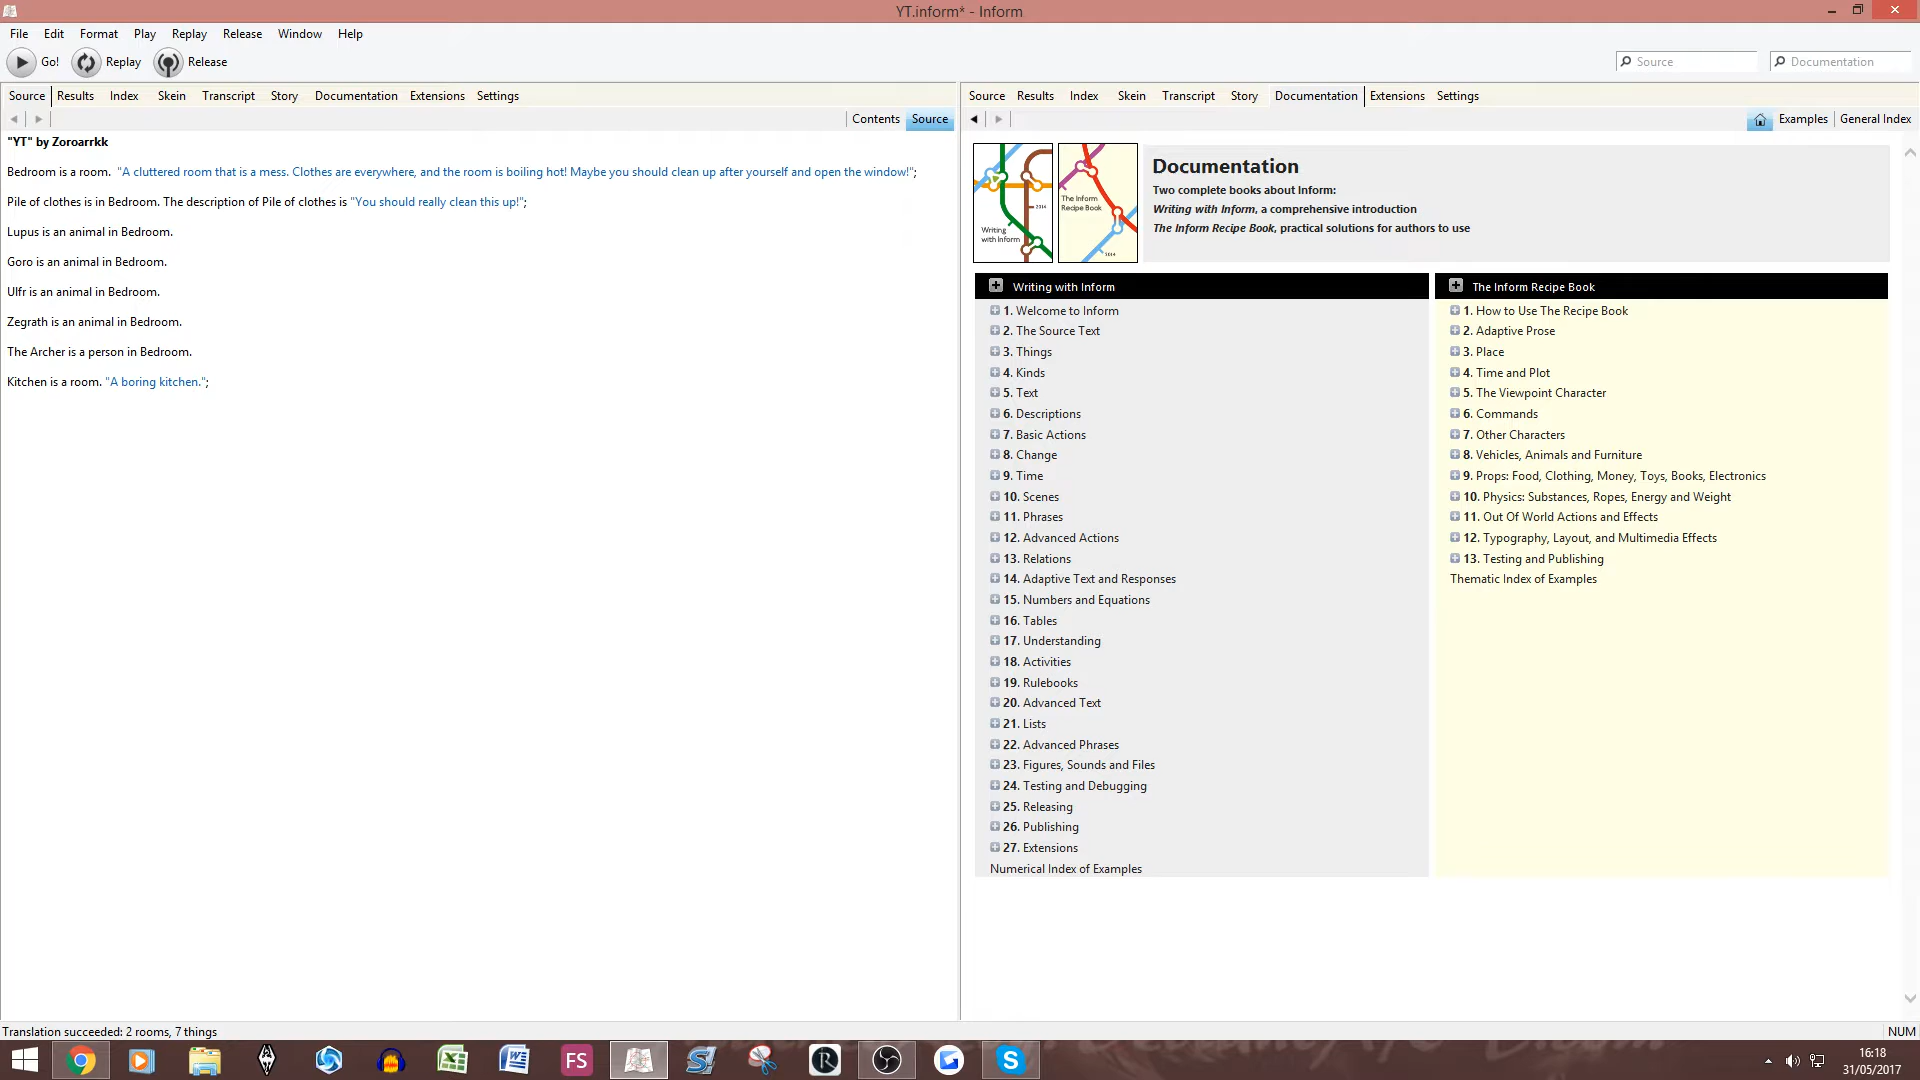 YT.inform* - Inform
File Edit Format Play Replay Release Window Help
Go! Replay Release Source Documentation
Source Results Index Skein Transcript Story Documentation Extensions Settings
Contents Source
"YT" by Zoroarrkk
Bedroom is a room. "A cluttered room that is a mess. Clothes are everywhere, and the room is boiling hot! Maybe you should clean up after yourself and open the window!";
Pile of clothes is in Bedroom. The description of Pile of clothes is "You should really clean this up!";
Lupus is an animal in Bedroom.
Goro is an animal in Bedroom.
Ulfr is an animal in Bedroom.
Zegrath is an animal in Bedroom.
The Archer is a person in Bedroom.
Kitchen is a room. "A boring kitchen.";
Source Results Index Skein Transcript Story Documentation Extensions Settings
Examples General Index
Writing
with Inform
2014
The Inform
Recipe Book
2014
Documentation
Two complete books about Inform:
Writing with Inform, a comprehensive introduction
The Inform Recipe Book, practical solutions for authors to use
Writing with Inform
1. Welcome to Inform
2. The Source Text
3. Things
4. Kinds
5. Text
6. Descriptions
7. Basic Actions
8. Change
9. Time
10. Scenes
11. Phrases
12. Advanced Actions
13. Relations
14. Adaptive Text and Responses
15. Numbers and Equations
16. Tables
17. Understanding
18. Activities
19. Rulebooks
20. Advanced Text
21. Lists
22. Advanced Phrases
23. Figures, Sounds and Files
24. Testing and Debugging
25. Releasing
26. Publishing
27. Extensions
Numerical Index of Examples
The Inform Recipe Book
1. How to Use The Recipe Book
2. Adaptive Prose
3. Place
4. Time and Plot
5. The Viewpoint Character
6. Commands
7. Other Characters
8. Vehicles, Animals and Furniture
9. Props: Food, Clothing, Money, Toys, Books, Electronics
10. Physics: Substances, Ropes, Energy and Weight
11. Out Of World Actions and Effects
12. Typography, Layout, and Multimedia Effects
13. Testing and Publishing
Thematic Index of Examples
Translation succeeded: 2 rooms, 7 things
NUM
FS
R
S
16:18
31/05/2017